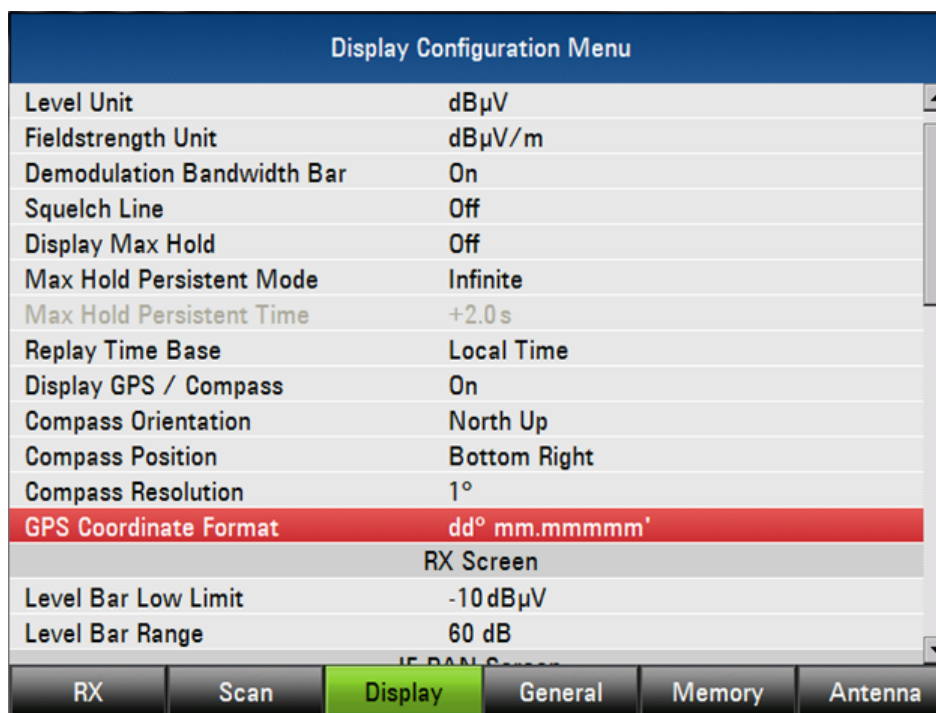 Display Configuration Menu
Level Unit dBµV
Fieldstrength Unit dBµV/m
Demodulation Bandwidth Bar On
Squelch Line Off
Display Max Hold Off
Max Hold Persistent Mode Infinite
Max Hold Persistent Time +2.0 s
Replay Time Base Local Time
Display GPS / Compass On
Compass Orientation North Up
Compass Position Bottom Right
Compass Resolution 1°
GPS Coordinate Format dd° mm.mmmmm'
RX Screen
Level Bar Low Limit -10 dBµV
Level Bar Range 60 dB
IF PAN Screen
RX Scan Display General Memory Antenna